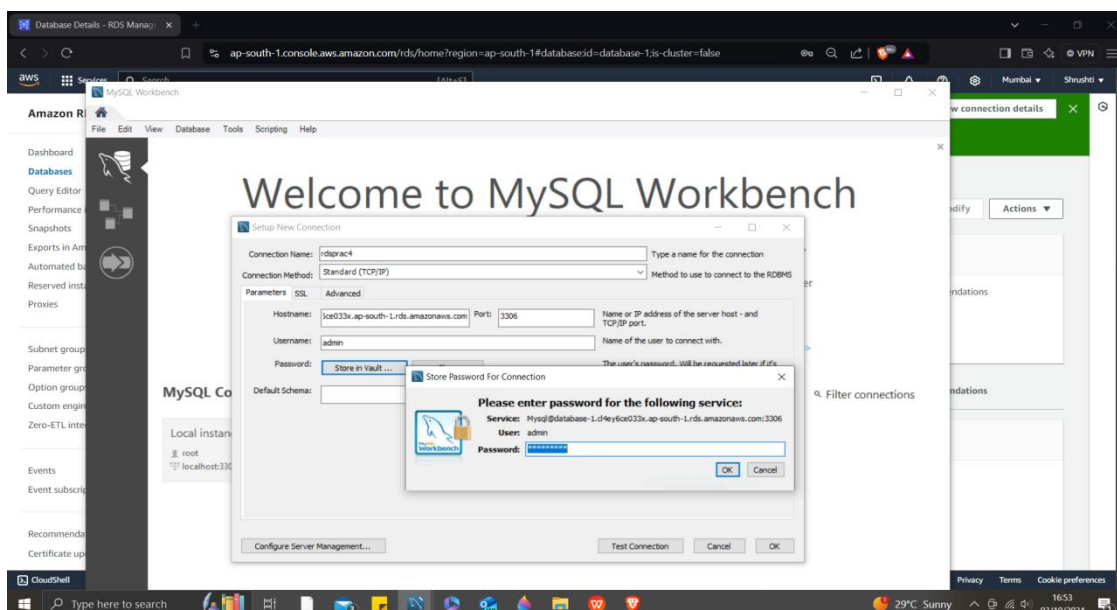 Database Details - RDS Manag
ap-south-1.console.aws.amazon.com/rds/home?region=ap-south-1#database:id=database-1;is-cluster=false
VPN
aws
Services
Search
[Alt+S]
Mumbai
Shrushti
Amazon R
MySQL Workbench
w connection details
File Edit View Database Tools Scripting Help
Dashboard
Databases
Query Editor
Performance
Snapshots
Exports in Am
Automated ba
Reserved insta
Proxies
Subnet group
Parameter gro
Option group
Custom engin
Zero-ETL inte
Events
Event subscrip
Recommenda
Certificate up
Welcome to MySQL Workbench
dify
Actions
ndations
ndations
Setup New Connection
Connection Name: rdsprac4 Type a name for the connection
Connection Method: Standard (TCP/IP) Method to use to connect to the RDBMS
Parameters SSL Advanced
Hostname: ice033x.ap-south-1.rds.amazonaws.com Port: 3306 Name or IP address of the server host - and
TCP/IP port.
Username: admin Name of the user to connect with.
Password: Store in Vault ... The user's password. Will be requested later if it's
Default Schema:
MySQL Co
Filter connections
Local instan
root
localhost:330
Store Password For Connection
Please enter password for the following service:
Service: Mysql@database-1.cl4ey6ce033x.ap-south-1.rds.amazonaws.com:3306
User: admin
Password: *********
OK Cancel
Configure Server Management... Test Connection Cancel OK
CloudShell
Privacy Terms Cookie preferences
Type here to search
29°C Sunny
16:53